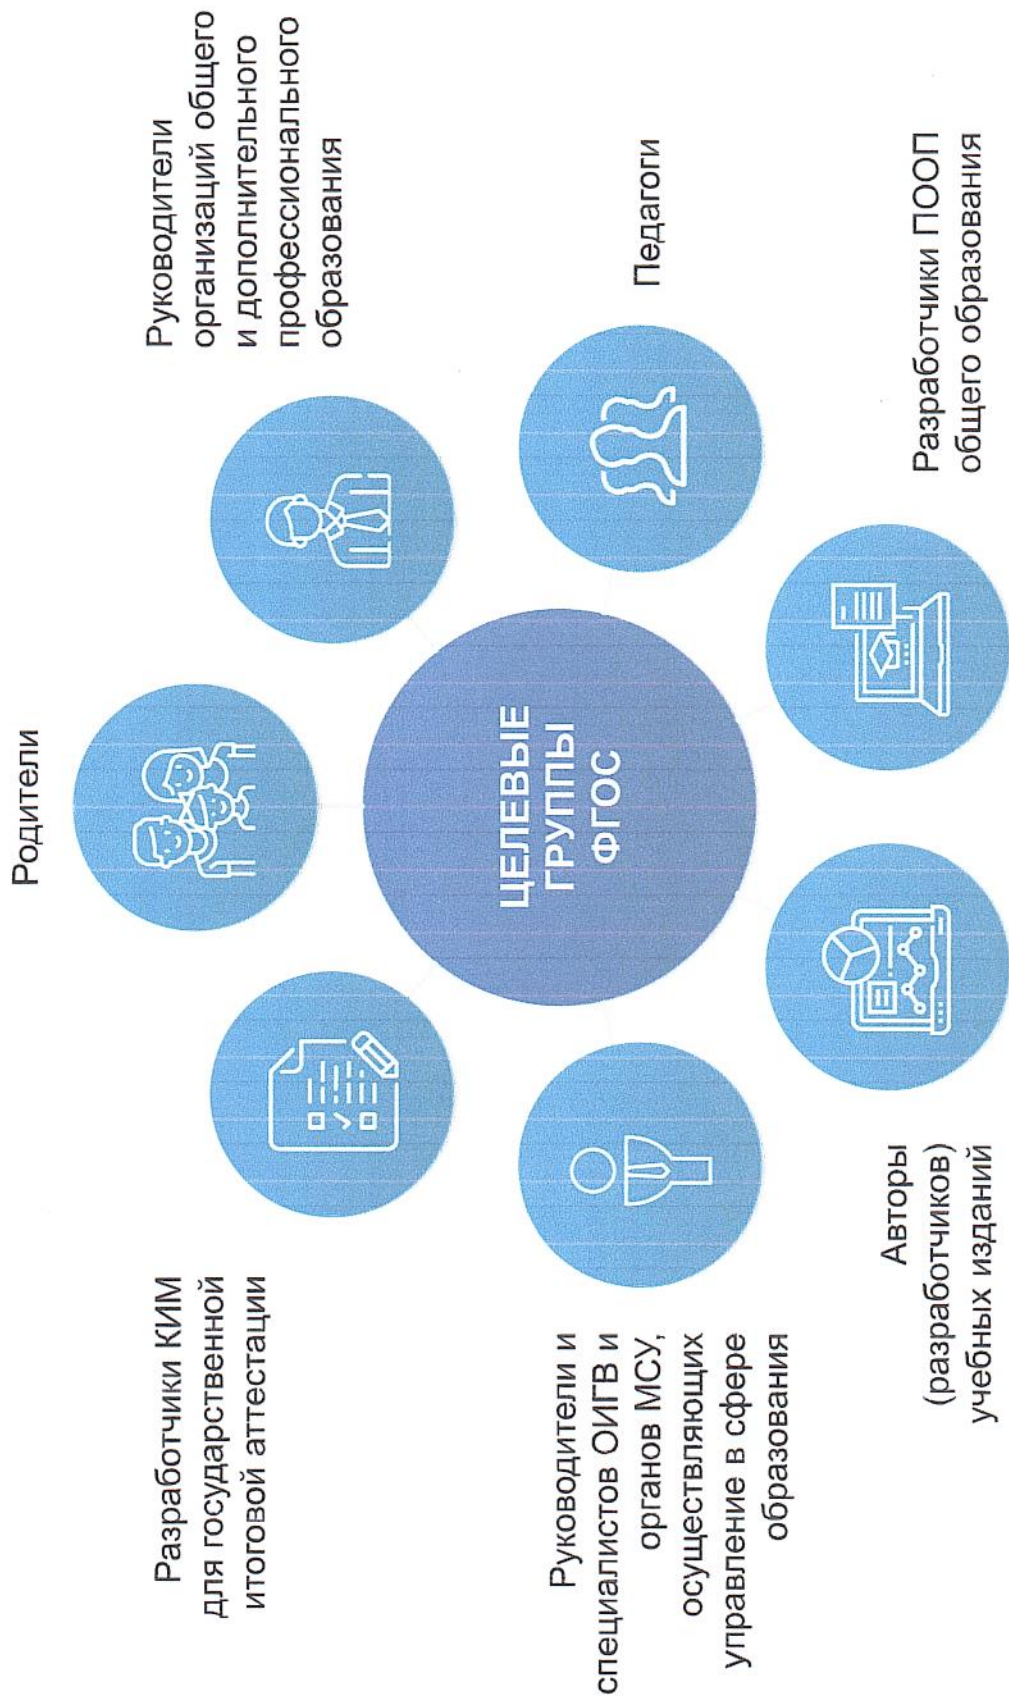 Родители
Руководители
организаций общего
и дополнительного
профессионального
образования
Педагоги
Разработчики ПООП
общего образования
Авторы
(разработчиков)
учебных изданий
Руководители и
специалистов ОИГВ и
органов МСУ,
осуществляющих
управление в сфере
образования
Разработчики КИМ
для государственной
итоговой аттестации
ЦЕЛЕВЫЕ
ГРУППЫ
ФГОС